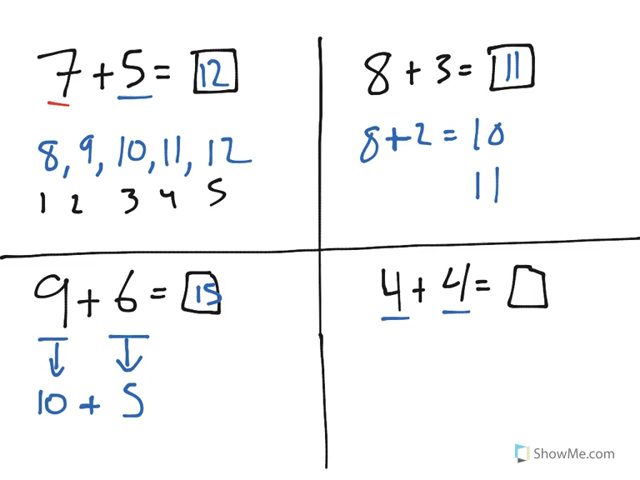 7 + 5 = 12
8, 9, 10, 11, 12
1 2 3 4 5
8 + 3 = 11
8 + 2 = 10
11
9 + 6 = 15
10 + 5
4 + 4 =
ShowMe.com